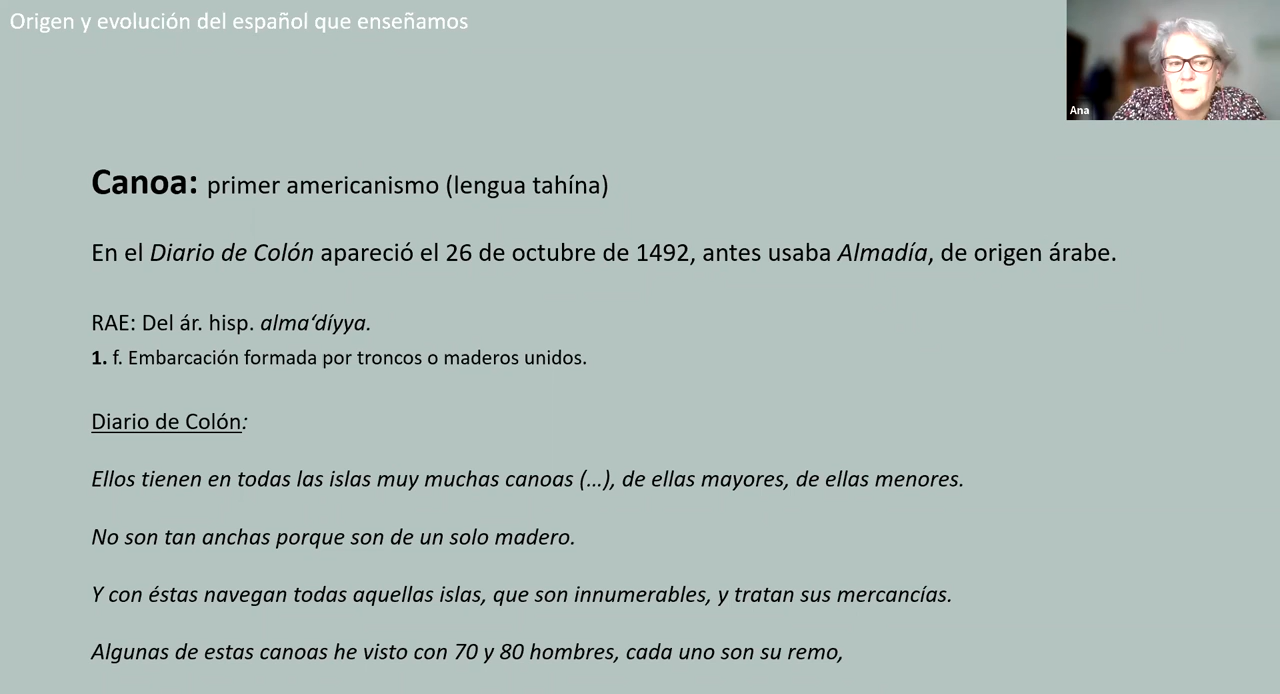 Origen y evolución del español que enseñamos
Ana
Canoa: primer americanismo (lengua tahína)
En el Diario de Colón apareció el 26 de octubre de 1492, antes usaba Almadía, de origen árabe.
RAE: Del ár. hisp. alma‘díyya.
1. f. Embarcación formada por troncos o maderos unidos.
Diario de Colón:
Ellos tienen en todas las islas muy muchas canoas (…), de ellas mayores, de ellas menores.
No son tan anchas porque son de un solo madero.
Y con éstas navegan todas aquellas islas, que son innumerables, y tratan sus mercancías.
Algunas de estas canoas he visto con 70 y 80 hombres, cada uno son su remo,